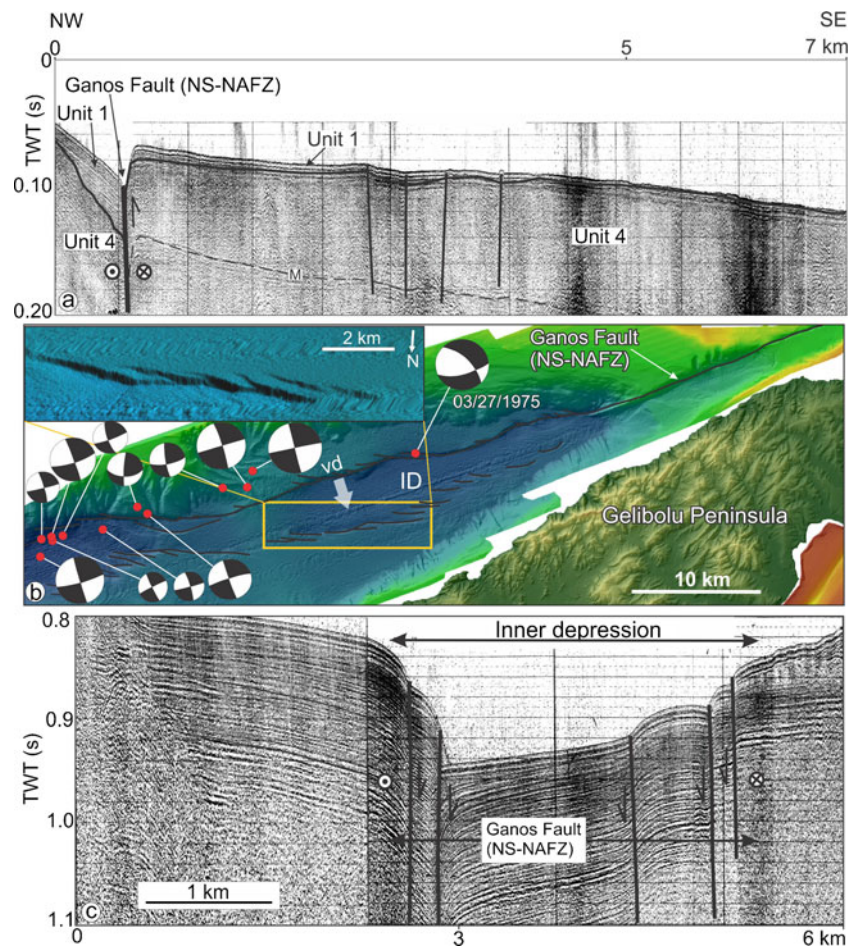 NW
SE
0
5
7 km
0
Ganos Fault (NS-NAFZ)
Unit 1
Unit 1
TWT (s)
0.10
Unit 4
Unit 4
M
a
0.20
2 km
N
Ganos Fault
(NS-NAFZ)
03/27/1975
vd
ID
Gelibolu Peninsula
10 km
b
0.8
Inner depression
0.9
TWT (s)
1.0
Ganos Fault
(NS-NAFZ)
1 km
1.1
c
0
3
6 km